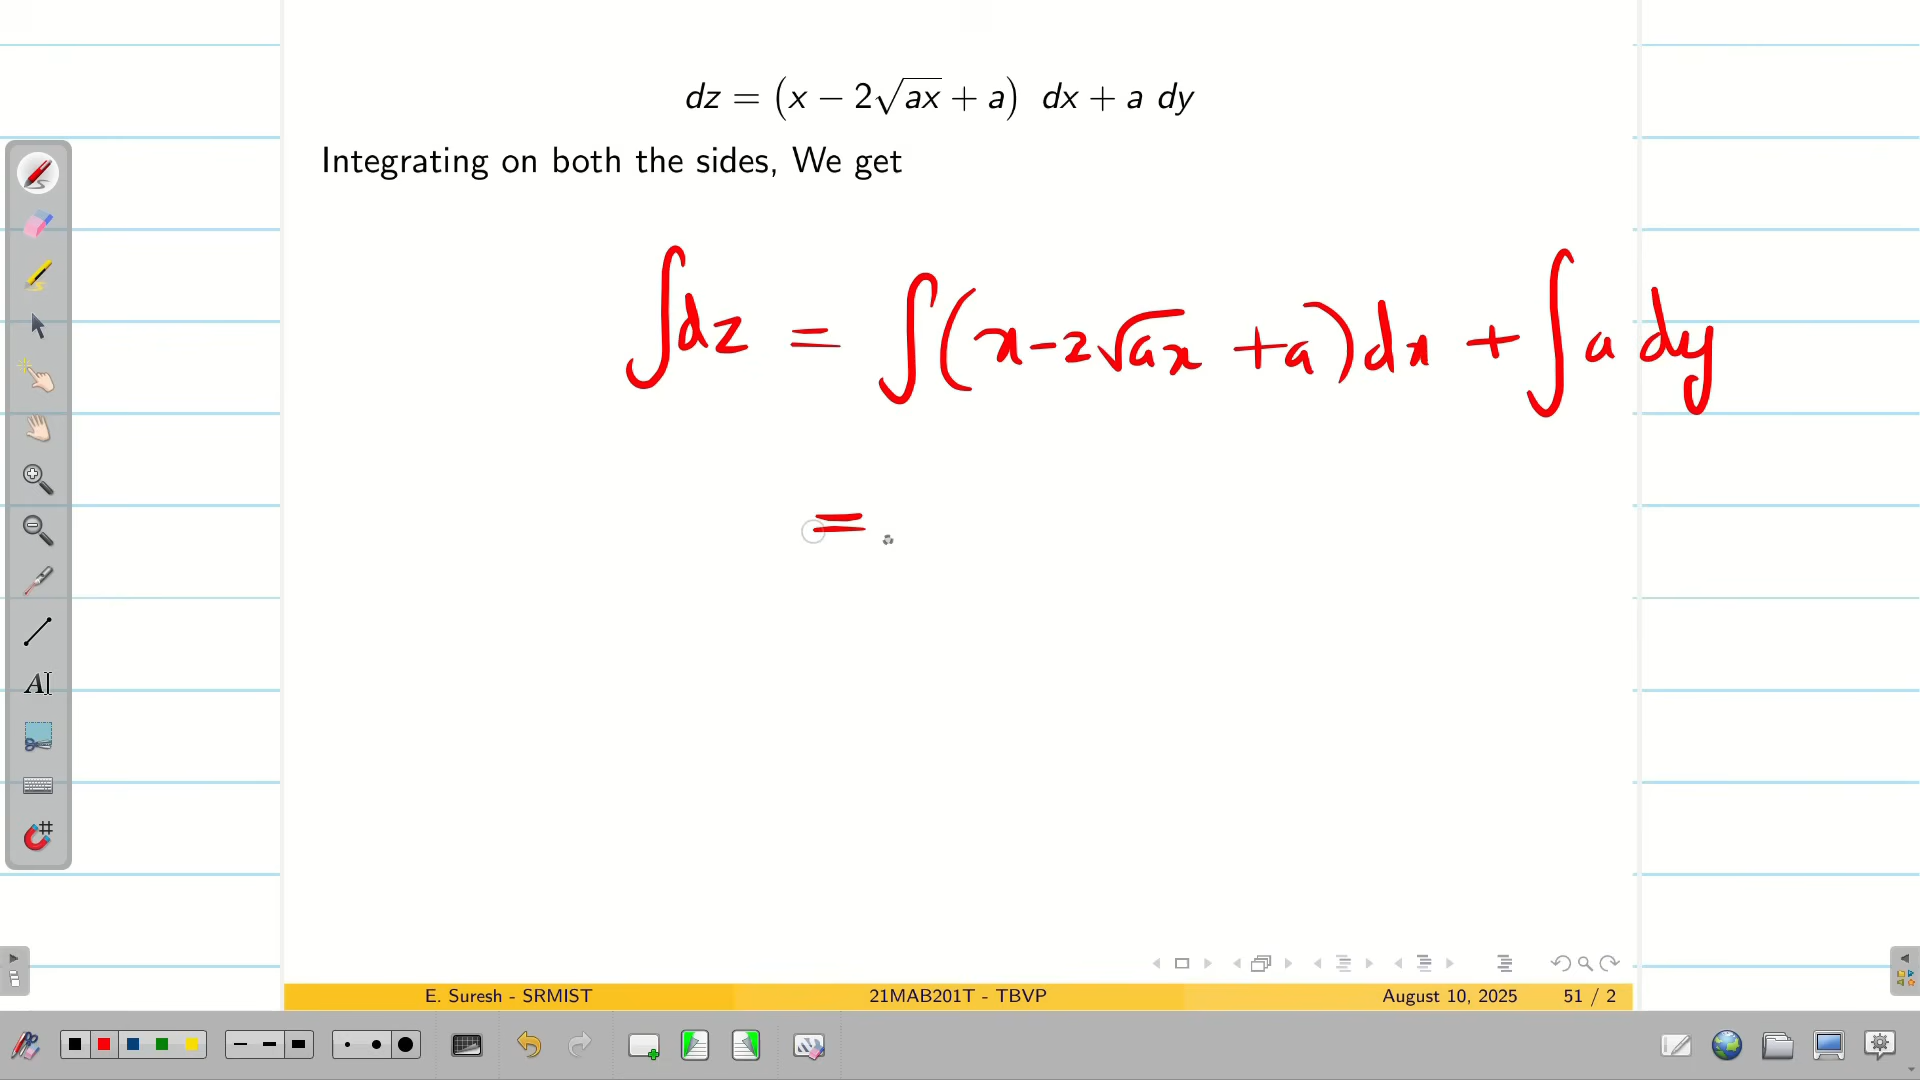 dz = (x − 2√ax + a) dx + a dy
Integrating on both the sides, We get
∫dz = ∫(x-2√ax +a)dx + ∫a dy
=
E. Suresh - SRMIST 21MAB201T - TBVP August 10, 2025 51 / 2